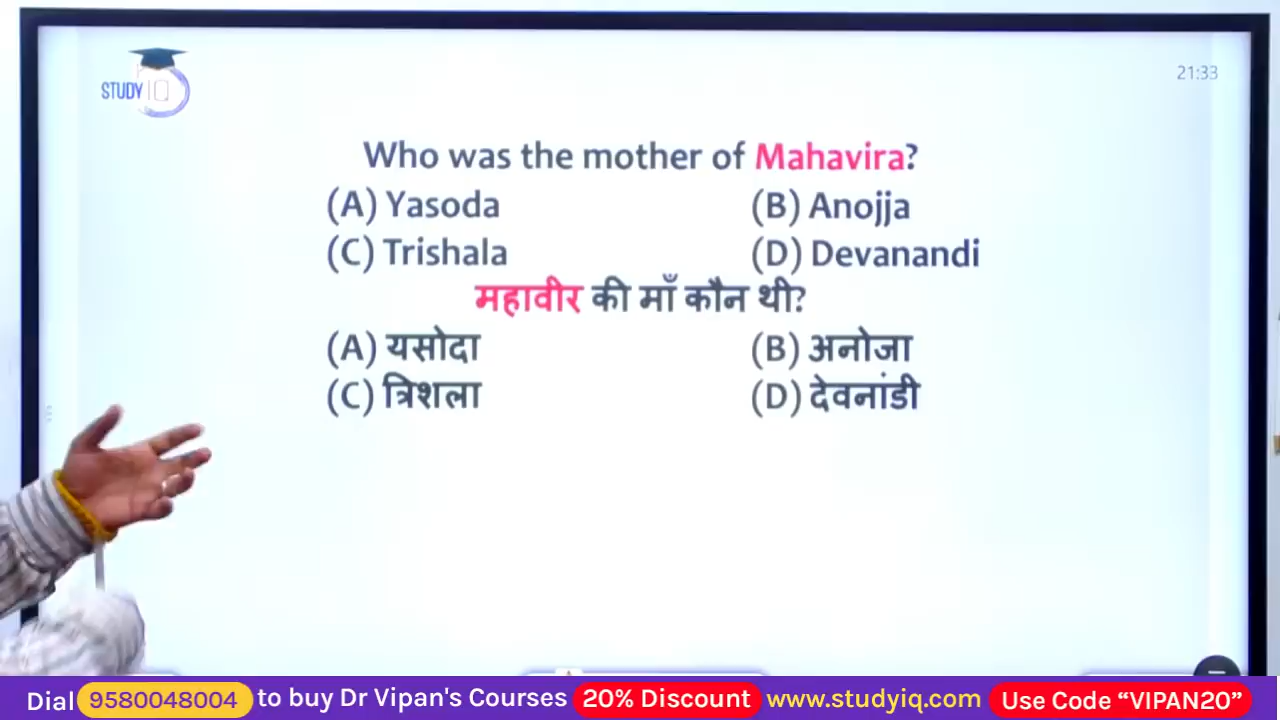 STUDY IQ
21:33
Who was the mother of Mahavira?
(A) Yasoda (B) Anojja
(C) Trishala (D) Devanandi
महावीर की माँ कौन थी?
(A) यसोदा (B) अनोजा
(C) त्रिशला (D) देवनांडी
Dial 9580048004 to buy Dr Vipan's Courses 20% Discount www.studyiq.com Use Code “VIPAN20”